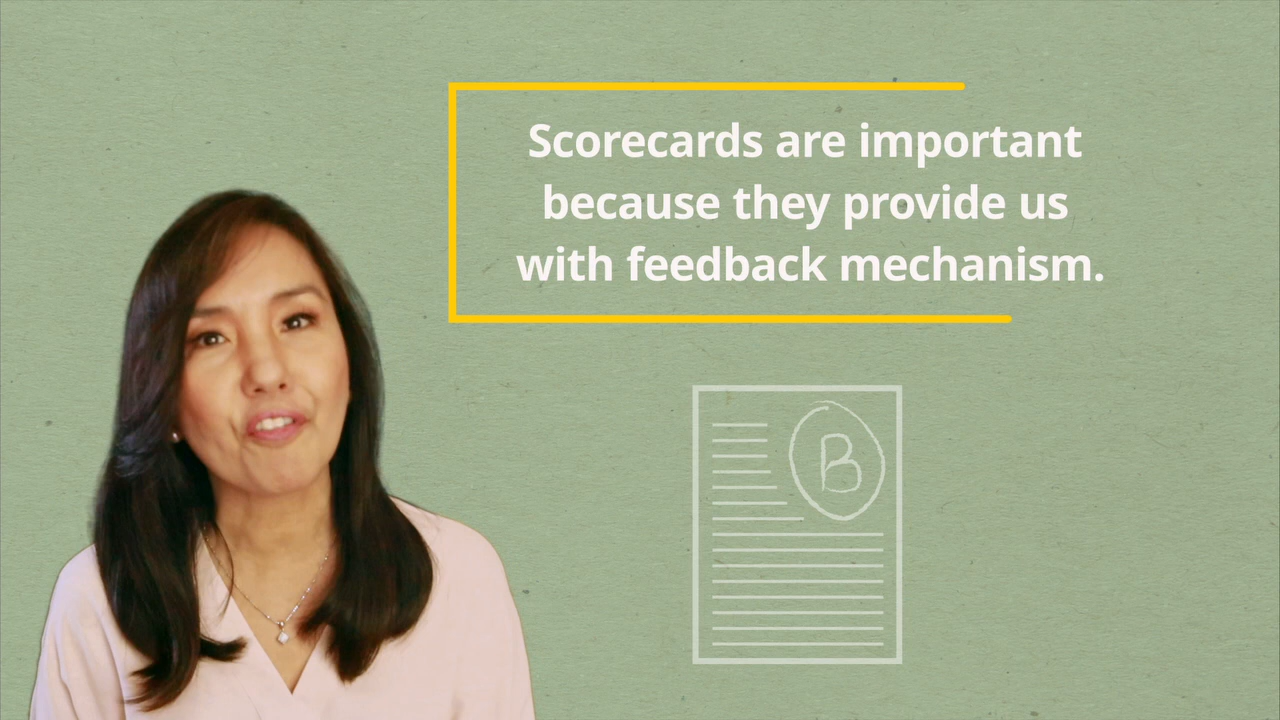 Scorecards are important
because they provide us
with feedback mechanism.
B